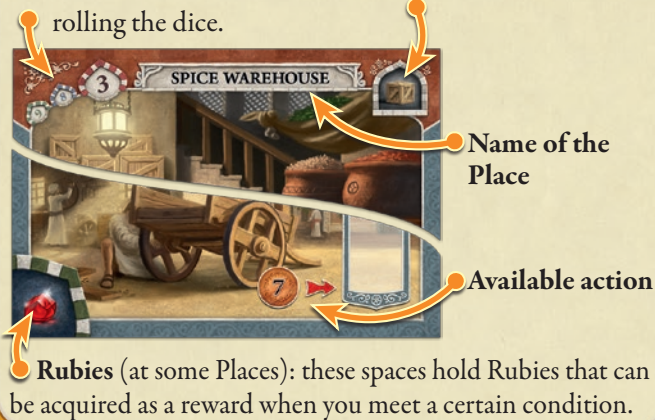 rolling the dice.
3
SPICE WAREHOUSE
Name of the
Place
7
Available action
Rubies (at some Places): these spaces hold Rubies that can
be acquired as a reward when you meet a certain condition.